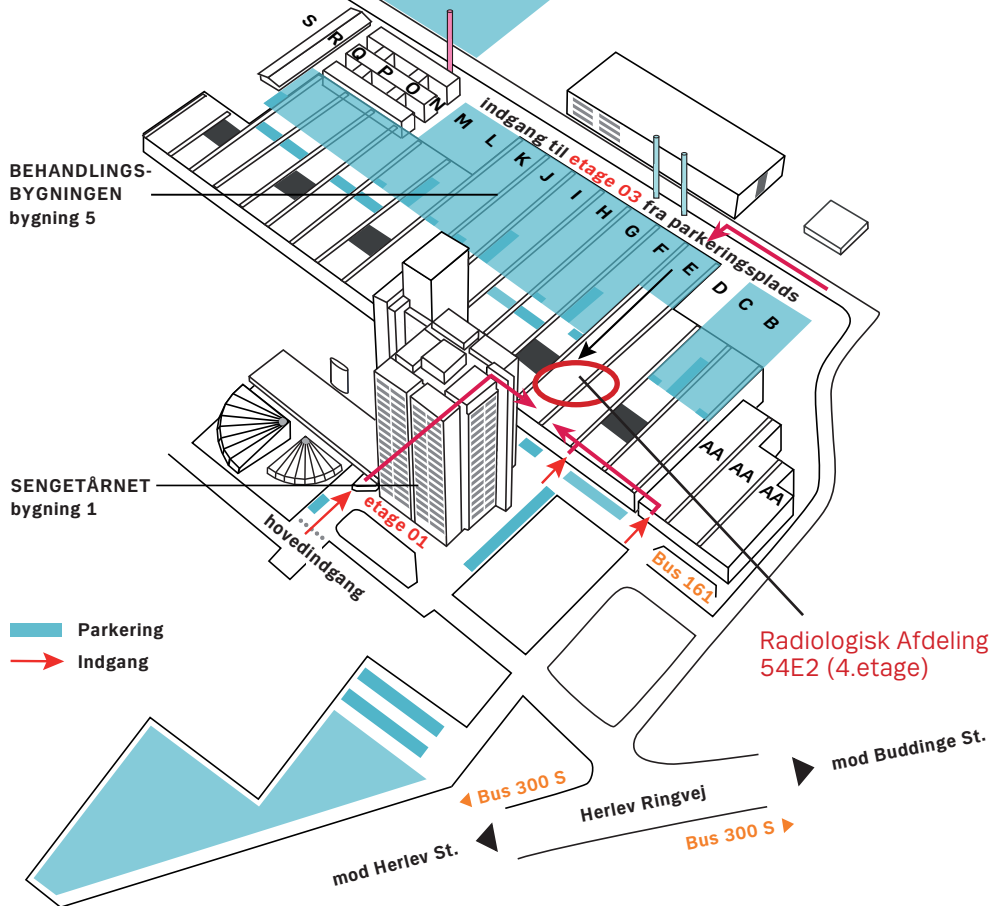 S
R
Q
P
O
N
M
L
K
J
I
H
G
F
E
D
C
B
indgang til etage 03 fra parkeringsplads
BEHANDLINGS-
BYGNINGEN
bygning 5
AA
AA
AA
SENGETÅRNET
bygning 1
etage 01
hovedindgang
Bus 161
Parkering
Indgang
Radiologisk Afdeling
54E2 (4.etage)
mod Buddinge St.
Bus 300 S
Herlev Ringvej
Bus 300 S
mod Herlev St.